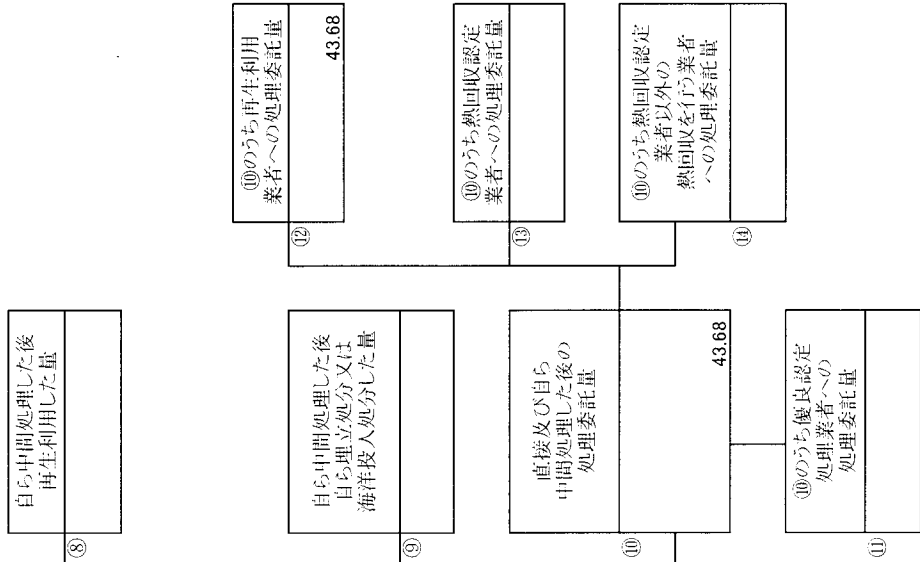 ⑧
自ら中間処理した後
再生利用した量
⑨
自ら中間処理した後
自ら埋立処分又は
海洋投入処分した量
⑩
直接及び自ら
中間処理した後の
処理委託量
43.68
⑪
⑩のうち優良認定
処理業者への
処理委託量
⑫
⑩のうち再生利用
業者への処理委託量
43.68
⑬
⑩のうち熱回収認定
業者への処理委託量
⑭
⑩のうち熱回収認定
業者以外の
熱回収を行う業者
への処理委託量